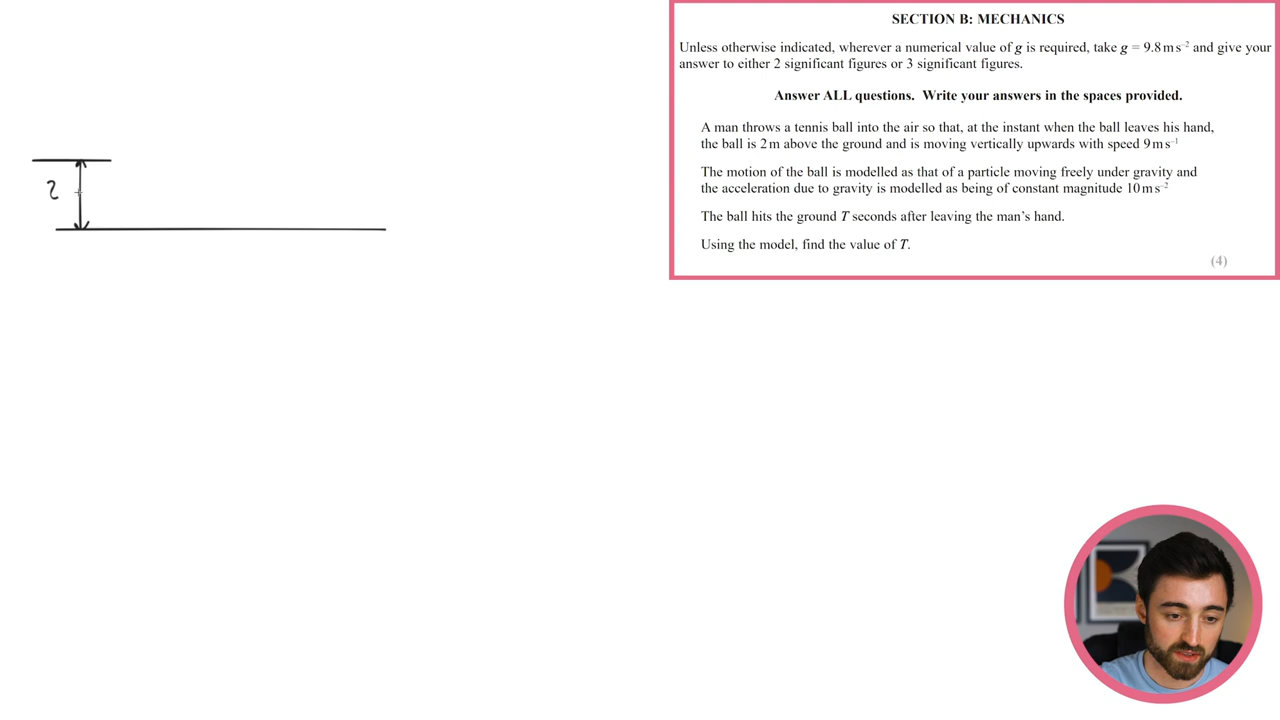 SECTION B: MECHANICS
Unless otherwise indicated, wherever a numerical value of g is required, take g = 9.8 m s⁻² and give your
answer to either 2 significant figures or 3 significant figures.
Answer ALL questions. Write your answers in the spaces provided.
A man throws a tennis ball into the air so that, at the instant when the ball leaves his hand,
the ball is 2 m above the ground and is moving vertically upwards with speed 9 m s⁻¹
The motion of the ball is modelled as that of a particle moving freely under gravity and
the acceleration due to gravity is modelled as being of constant magnitude 10 m s⁻²
The ball hits the ground T seconds after leaving the man's hand.
Using the model, find the value of T.
(4)
2